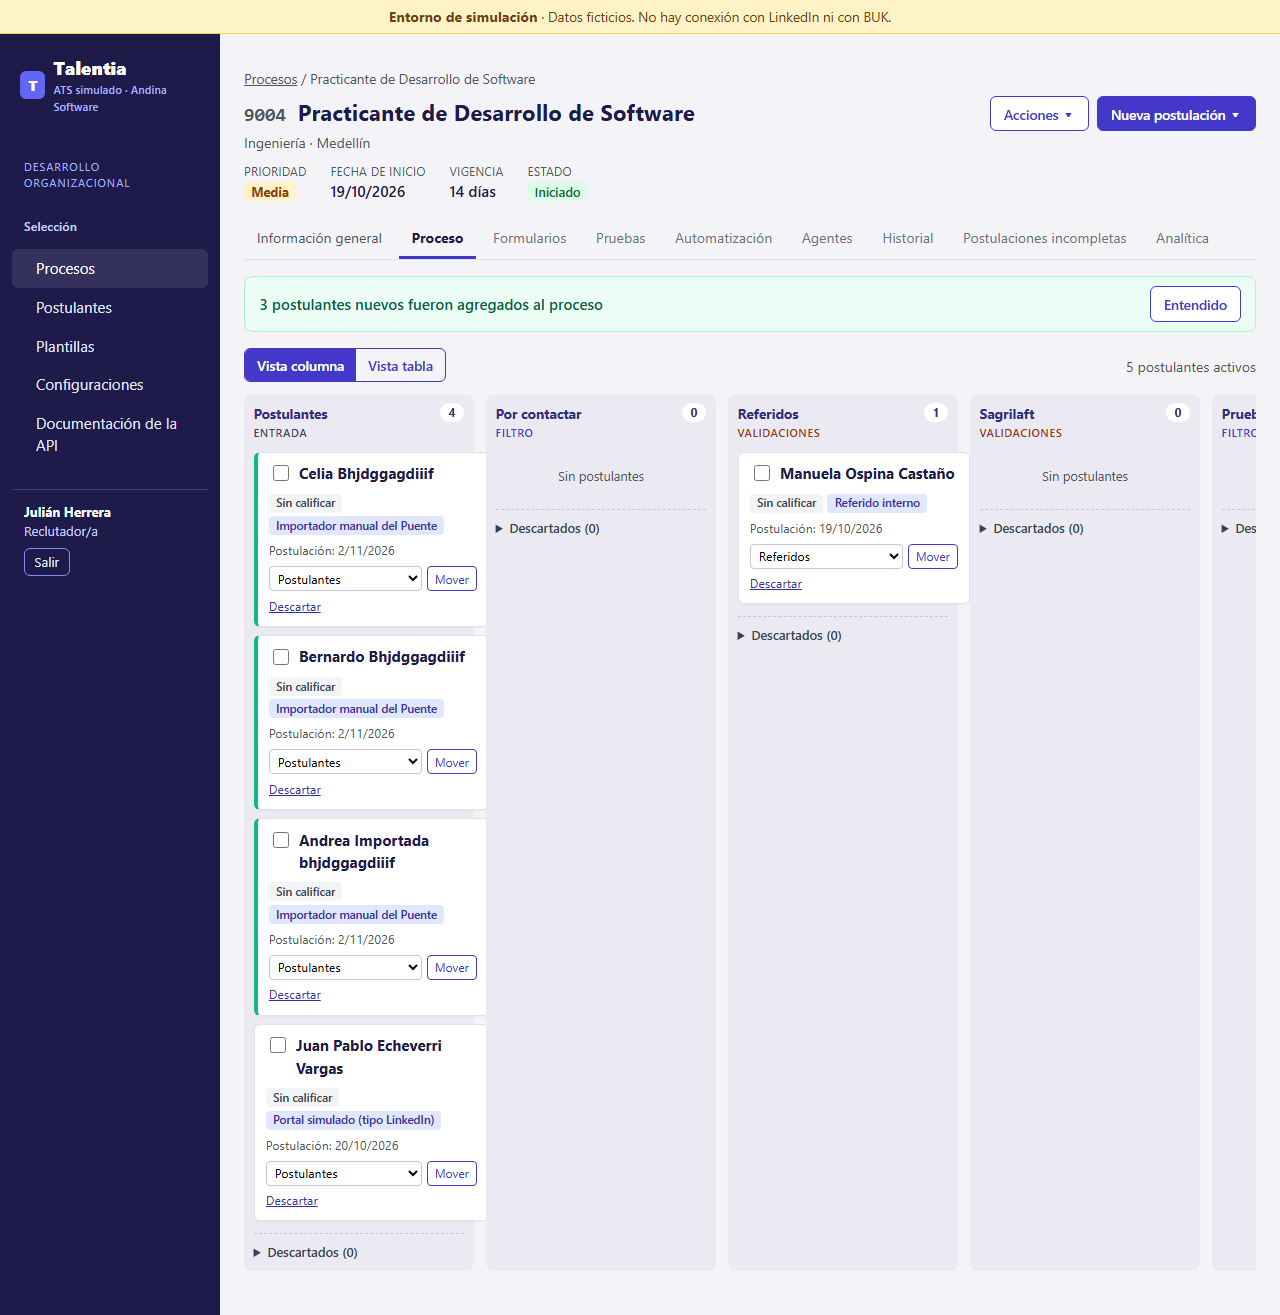 Entorno de simulación · Datos ficticios. No hay conexión con LinkedIn ni con BUK.
T
Talentia
ATS simulado · Andina
Software
DESARROLLO
ORGANIZACIONAL
Selección
Procesos
Postulantes
Plantillas
Configuraciones
Documentación de la
API
Julián Herrera
Reclutador/a
Salir
Procesos / Practicante de Desarrollo de Software
9004 Practicante de Desarrollo de Software
Acciones ▾
Nueva postulación ▾
Ingeniería · Medellín
PRIORIDAD FECHA DE INICIO VIGENCIA ESTADO
Media 19/10/2026 14 días Iniciado
Información general Proceso Formularios Pruebas Automatización Agentes Historial Postulaciones incompletas Analítica
3 postulantes nuevos fueron agregados al proceso
Entendido
Vista columna Vista tabla
5 postulantes activos
Postulantes 4
ENTRADA
Celia Bhjdggagdiiif
Sin calificar
Importador manual del Puente
Postulación: 2/11/2026
Postulantes Mover
Descartar
Bernardo Bhjdggagdiiif
Sin calificar
Importador manual del Puente
Postulación: 2/11/2026
Postulantes Mover
Descartar
Andrea Importada
bhjdggagdiiif
Sin calificar
Importador manual del Puente
Postulación: 2/11/2026
Postulantes Mover
Descartar
Juan Pablo Echeverri
Vargas
Sin calificar
Portal simulado (tipo LinkedIn)
Postulación: 20/10/2026
Postulantes Mover
Descartar
▶ Descartados (0)
Por contactar 0
FILTRO
Sin postulantes
▶ Descartados (0)
Referidos 1
VALIDACIONES
Manuela Ospina Castaño
Sin calificar Referido interno
Postulación: 19/10/2026
Referidos Mover
Descartar
▶ Descartados (0)
Sagrilaft 0
VALIDACIONES
Sin postulantes
▶ Descartados (0)
Prueb
FILTRO
▶ Des